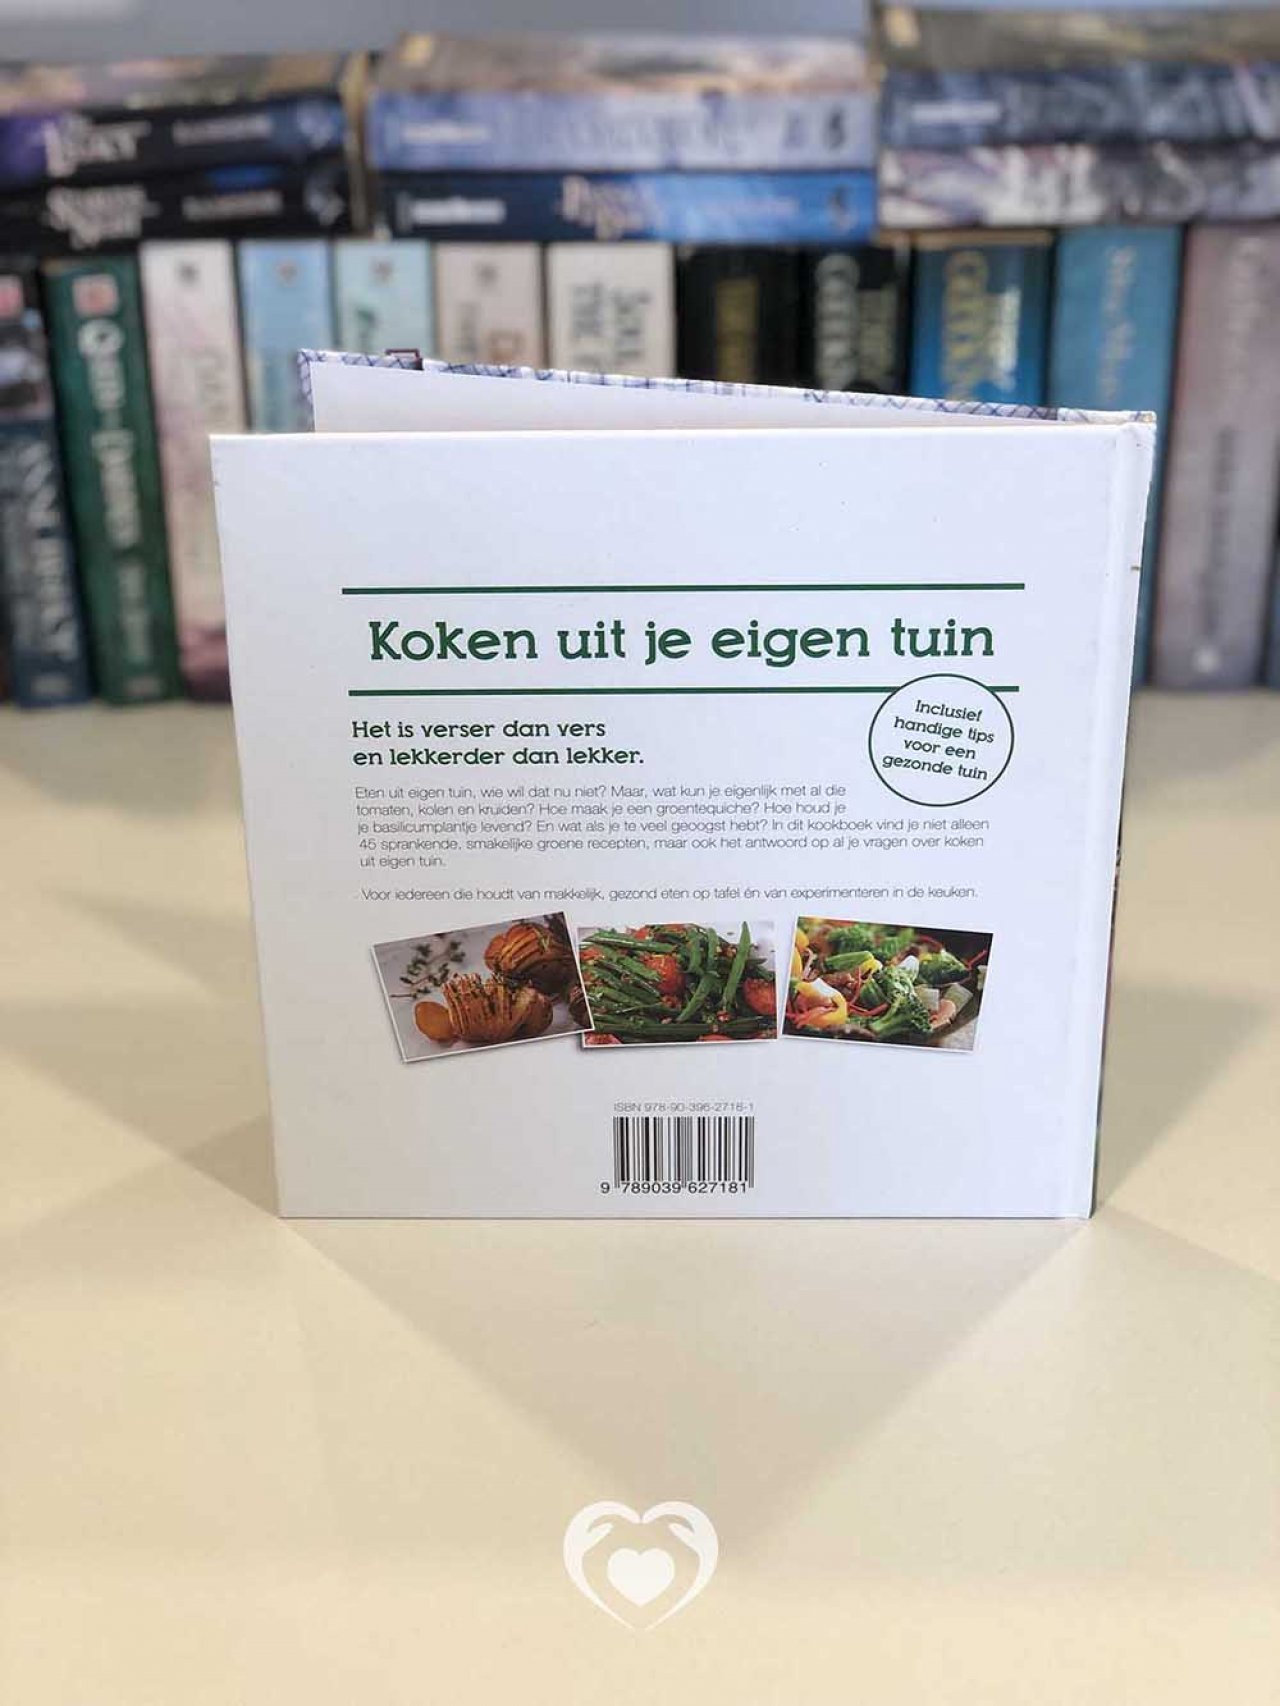 Koken uit je eigen tuin
Het is verser dan vers
en lekkerder dan lekker.
Inclusief
handige tips
voor een
gezonde tuin
Eten uit eigen tuin, wie wil dat nu niet? Maar, wat kun je eigenlijk met al die
tomaten, kolen en kruiden? Hoe maak je een groentequiche? Hoe houd je
je basilicumplantje levend? En wat als je te veel geoogst hebt? In dit kookboek vind je niet alleen
45 sprankende, smakelijke groene recepten, maar ook het antwoord op al je vragen over koken
uit eigen tuin.
Voor iedereen die houdt van makkelijk, gezond eten op tafel én van experimenteren in de keuken.
ISBN 978-90-396-2718-1
9 789039 627181